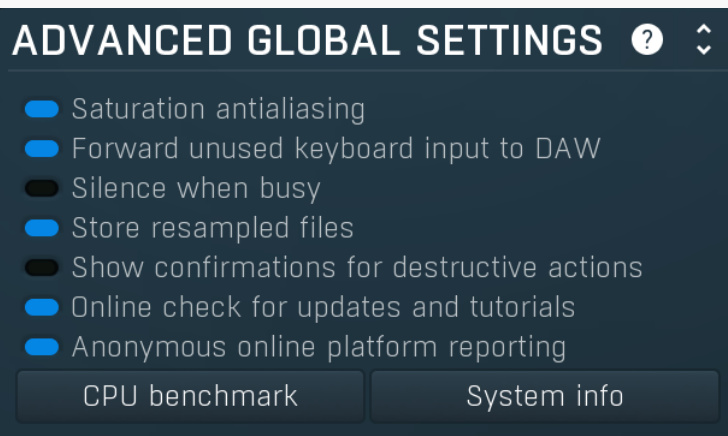 ADVANCED GLOBAL SETTINGS ?
Saturation antialiasing
Forward unused keyboard input to DAW
Silence when busy
Store resampled files
Show confirmations for destructive actions
Online check for updates and tutorials
Anonymous online platform reporting
CPU benchmark System info